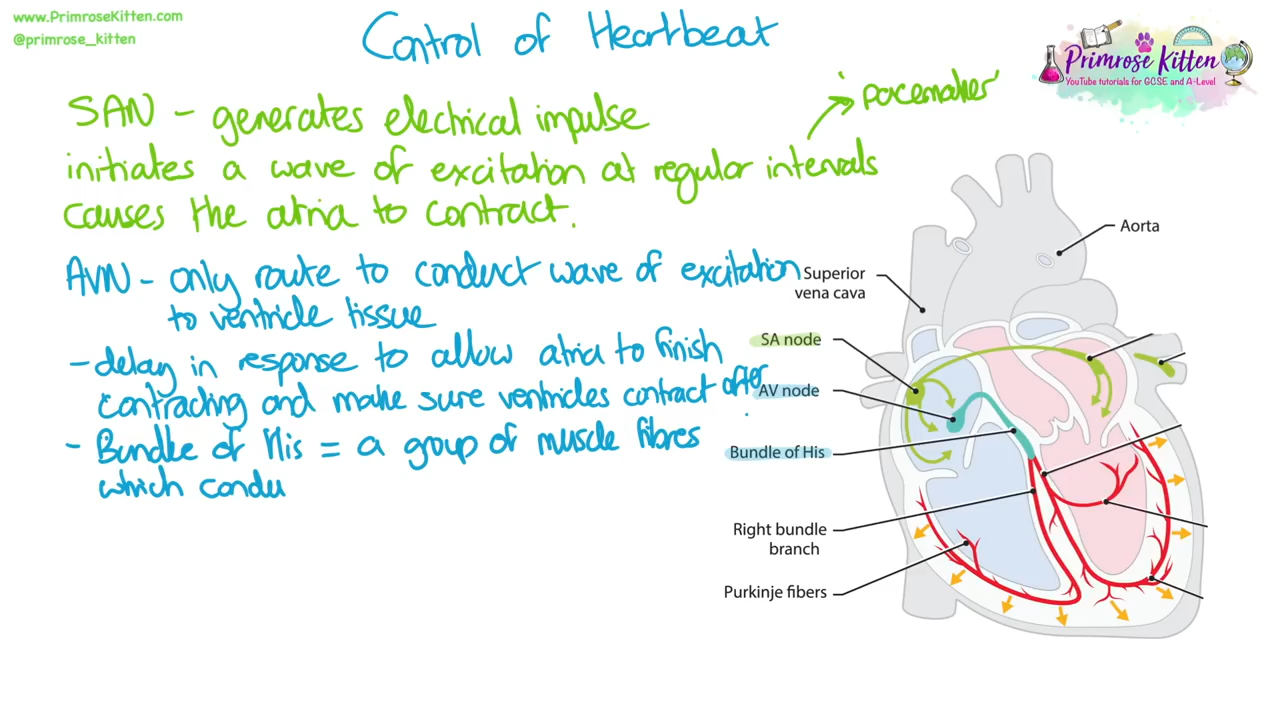 www.PrimroseKitten.com
@primrose_kitten
Control of Heartbeat
Primrose Kitten
YouTube tutorials for GCSE and A-Level
SAN - generates electrical impulse
→ pacemaker
initiates a wave of excitation at regular intervals
causes the atria to contract.
AVN - only route to conduct wave of excitation
to ventricle tissue
- delay in response to allow atria to finish
contracting and make sure ventricles contract after
- Bundle of His = a group of muscle fibres
which condu
Aorta
Superior
vena cava
SA node
AV node
Bundle of His
Right bundle
branch
Purkinje fibers